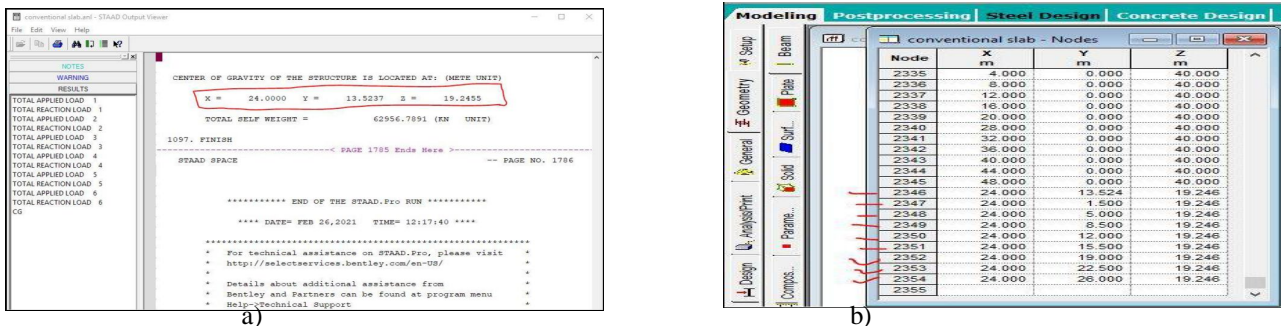 conventional slab.anl - STAAD Output Viewer
File Edit View Help
NOTES
WARNING
RESULTS
TOTAL APPLIED LOAD 1
TOTAL REACTION LOAD 1
TOTAL APPLIED LOAD 2
TOTAL REACTION LOAD 2
TOTAL APPLIED LOAD 3
TOTAL REACTION LOAD 3
TOTAL APPLIED LOAD 4
TOTAL REACTION LOAD 4
TOTAL APPLIED LOAD 5
TOTAL REACTION LOAD 5
TOTAL APPLIED LOAD 6
TOTAL REACTION LOAD 6
CG
CENTER OF GRAVITY OF THE STRUCTURE IS LOCATED AT: (METE UNIT)
X = 24.0000 Y = 13.5237 Z = 19.2455
TOTAL SELF WEIGHT = 62956.7891 (KN UNIT)
1097. FINISH
< PAGE 1785 Ends Here >
STAAD SPACE -- PAGE NO. 1786
*********** END OF THE STAAD.Pro RUN ***********
**** DATE= FEB 26,2021 TIME= 12:17:40 ****
* For technical assistance on STAAD.Pro, please visit *
* http://selectservices.bentley.com/en-US/ *
* Details about additional assistance from *
* Bentley and Partners can be found at program menu *
* Help->Technical Support *
a)
Modeling Postprocessing Steel Design Concrete Design
Setup
Geometry
General
Analysis/Print
Design
Beam
Plate
Surf...
Solid
Parame...
Compos...
conventional slab - Nodes
Node X m Y m Z m
2335 4.000 0.000 40.000
2336 8.000 0.000 40.000
2337 12.000 0.000 40.000
2338 16.000 0.000 40.000
2339 20.000 0.000 40.000
2340 28.000 0.000 40.000
2341 32.000 0.000 40.000
2342 36.000 0.000 40.000
2343 40.000 0.000 40.000
2344 44.000 0.000 40.000
2345 48.000 0.000 40.000
2346 24.000 13.524 19.246
2347 24.000 1.500 19.246
2348 24.000 5.000 19.246
2349 24.000 8.500 19.246
2350 24.000 12.000 19.246
2351 24.000 15.500 19.246
2352 24.000 19.000 19.246
2353 24.000 22.500 19.246
2354 24.000 26.000 19.246
2355
b)